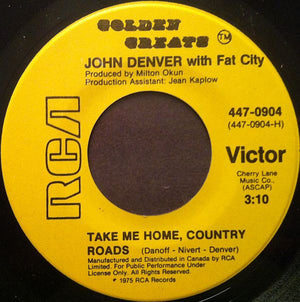 GOLDEN
GREATS TM
JOHN DENVER with Fat City
Produced by Milton Okun
Production Assistant: Jean Kaplow
447-0904
(447-0904-H)
RCA
Victor
Cherry Lane
Music Co.,
(ASCAP)
3:10
TAKE ME HOME, COUNTRY
ROADS (Danoff - Nivert - Denver)
Manufactured and Distributed in Canada by RCA
Limited. For Public Performance Under
License Only. All Rights Reserved.
℗ 1975 RCA Records